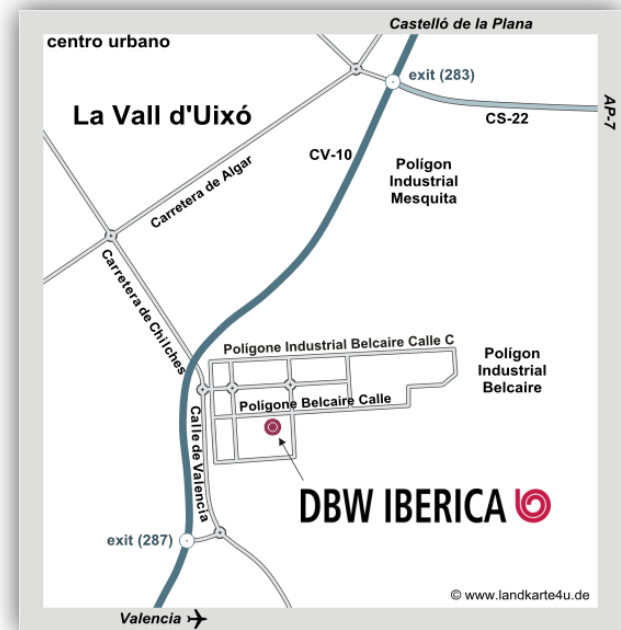 Castelló de la Plana
centro urbano
exit (283)
AP-7
La Vall d'Uixó
CS-22
CV-10
Polígon
Industrial
Mesquita
Carretera de Algar
Carretera de Chilches
Polígone Industrial Belcaire Calle C
Polígon
Industrial
Belcaire
Polígone Belcaire Calle
Calle de Valencia
DBW IBERICA
exit (287)
© www.landkarte4u.de
Valencia